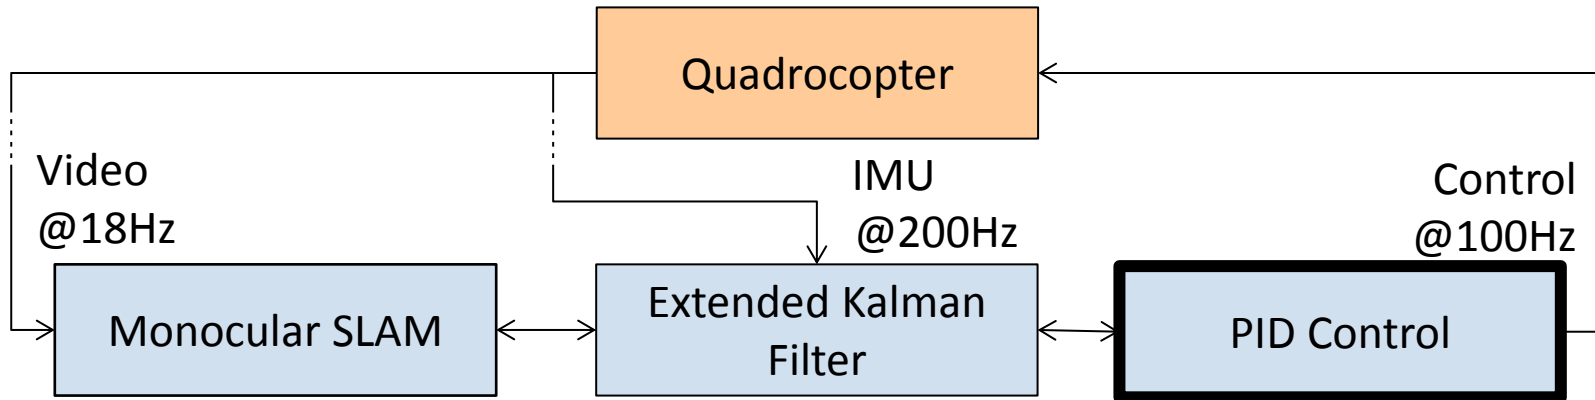 Quadrocopter
Video
@18Hz
IMU
@200Hz
Control
@100Hz
Monocular SLAM
Extended Kalman
Filter
PID Control